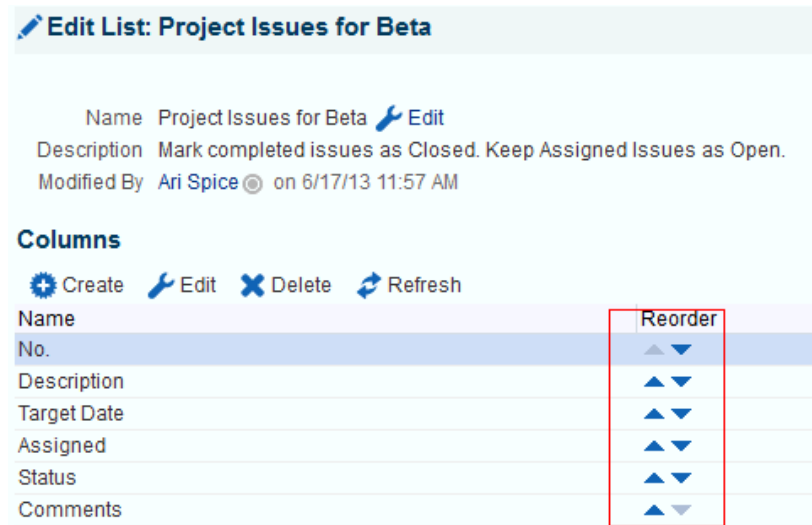 Edit List: Project Issues for Beta
Name Project Issues for Beta Edit
Description Mark completed issues as Closed. Keep Assigned Issues as Open.
Modified By Ari Spice on 6/17/13 11:57 AM
Columns
Create Edit Delete Refresh
Name Reorder
No.
Description
Target Date
Assigned
Status
Comments